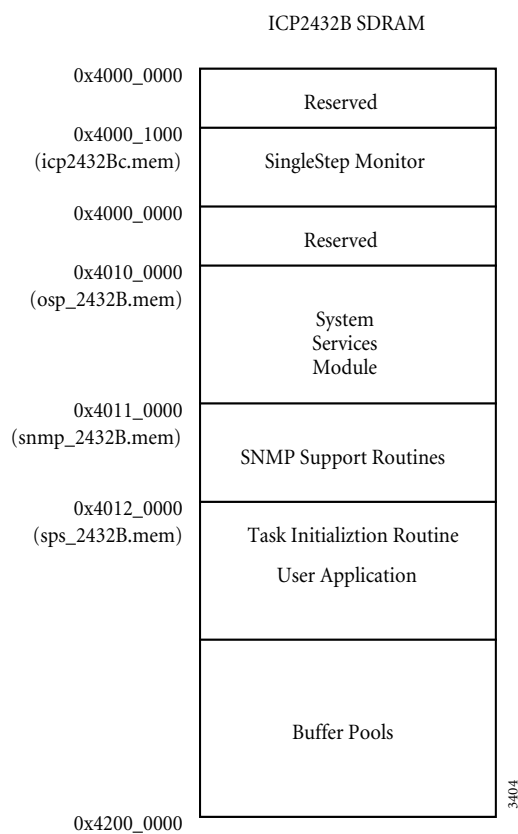 ICP2432B SDRAM
0x4000_0000
Reserved
0x4000_1000
(icp2432Bc.mem)
SingleStep Monitor
0x4000_0000
Reserved
0x4010_0000
(osp_2432B.mem)
System
Services
Module
0x4011_0000
(snmp_2432B.mem)
SNMP Support Routines
0x4012_0000
(sps_2432B.mem)
Task Initializtion Routine
User Application
Buffer Pools
3404
0x4200_0000